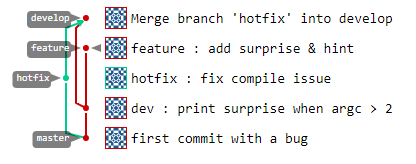 develop Merge branch 'hotfix' into develop
feature feature : add surprise & hint
hotfix hotfix : fix compile issue
dev : print surprise when argc > 2
master first commit with a bug